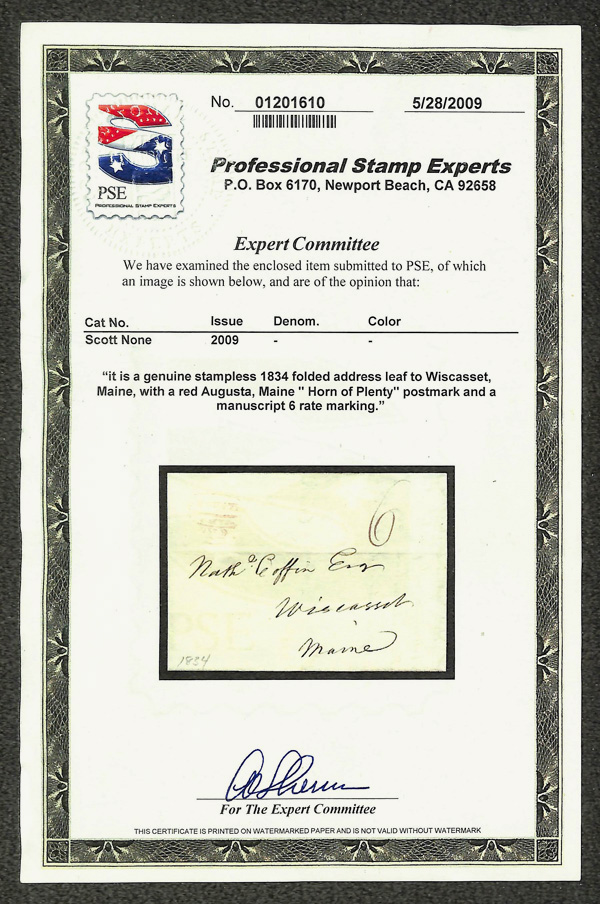 No. 01201610 5/28/2009
PSE
PROFESSIONAL STAMP EXPERTS
Professional Stamp Experts
P.O. Box 6170, Newport Beach, CA 92658
Expert Committee
We have examined the enclosed item submitted to PSE, of which
an image is shown below, and are of the opinion that:
Cat No. Issue Denom. Color
Scott None 2009 - -
“it is a genuine stampless 1834 folded address leaf to Wiscasset,
Maine, with a red Augusta, Maine " Horn of Plenty" postmark and a
manuscript 6 rate marking.”
6
Nathl Coffin Esq
Wiscasset
Maine
PSE
1834
For The Expert Committee
THIS CERTIFICATE IS PRINTED ON WATERMARKED PAPER AND IS NOT VALID WITHOUT WATERMARK